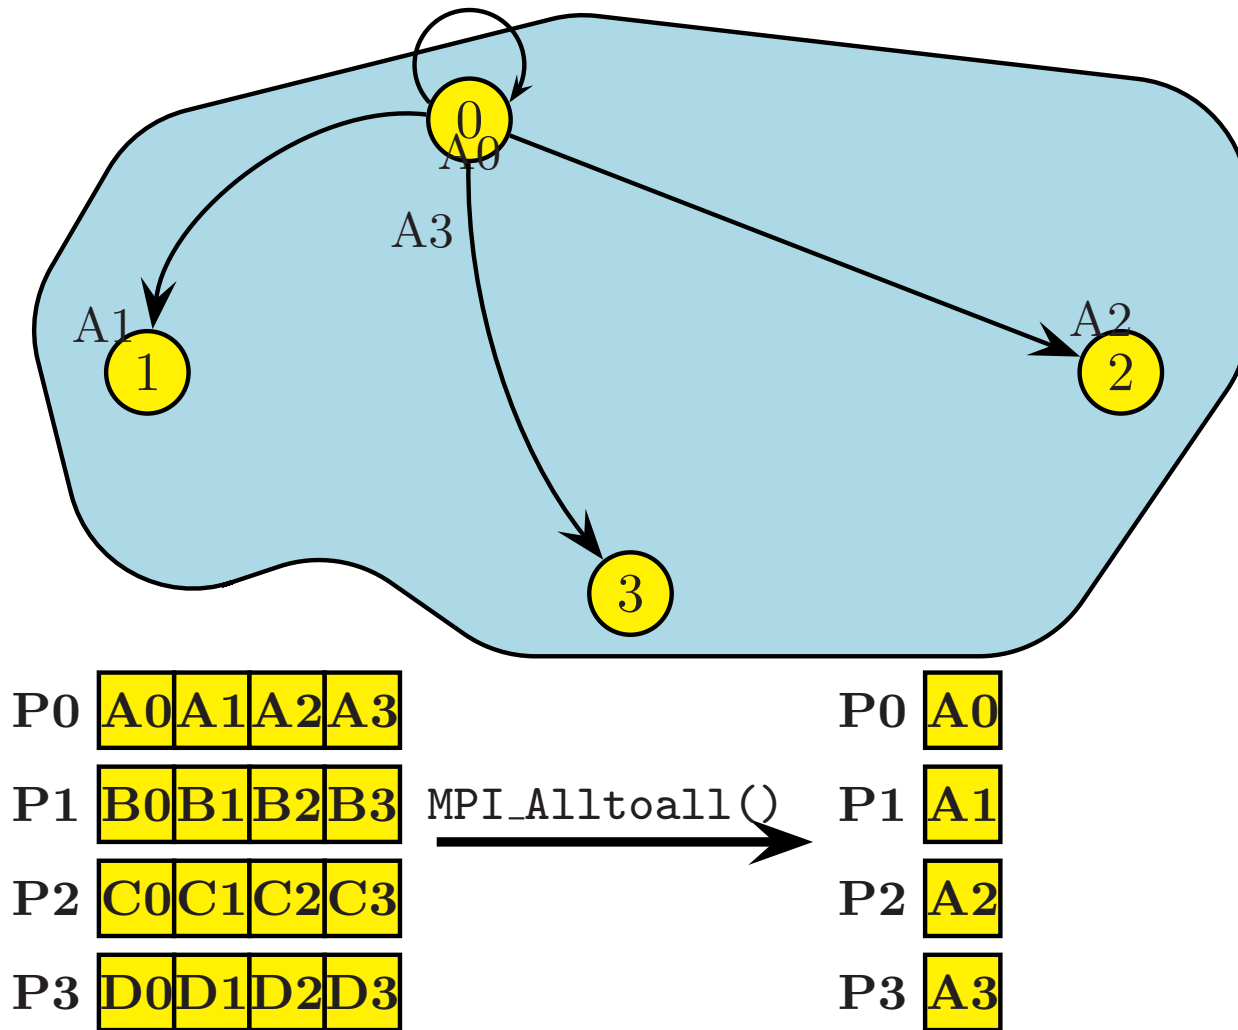 0
A0
A3
A1
A2
1
2
3
P0 A0 A1 A2 A3 P0 A0
P1 B0 B1 B2 B3 MPI_Alltoall() P1 A1
P2 C0 C1 C2 C3 P2 A2
P3 D0 D1 D2 D3 P3 A3